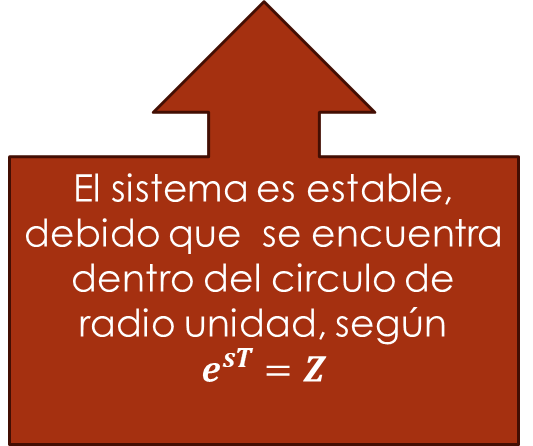 El sistema es estable,
debido que se encuentra
dentro del circulo de
radio unidad, según
e^{sT} = Z